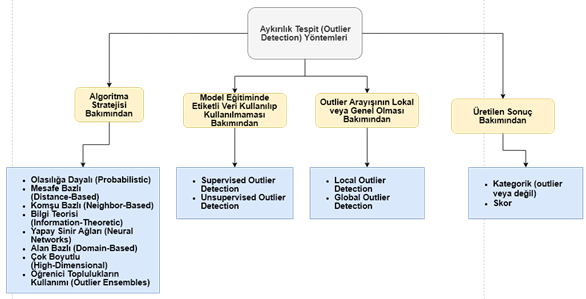 Aykırılık Tespit (Outlier
Detection) Yöntemleri
Algoritma
Stratejisi
Bakımından
Model Eğitiminde
Etiketli Veri Kullanılıp
Kullanılmaması
Bakımından
Outlier Arayışının Lokal
veya Genel Olması
Bakımından
Üretilen Sonuç
Bakımından
• Olasılığa Dayalı (Probabilistic)
• Mesafe Bazlı
(Distance-Based)
• Komşu Bazlı (Neighbor-Based)
• Bilgi Teorisi
(Information-Theoretic)
• Yapay Sinir Ağları (Neural
Networks)
• Alan Bazlı (Domain-Based)
• Çok Boyutlu
(High-Dimensional)
• Öğrenici Toplulukların
Kullanımı (Outlier Ensembles)
• Supervised Outlier
Detection
• Unsupervised Outlier
Detection
• Local Outlier
Detection
• Global Outlier
Detection
• Kategorik (outlier
veya değil)
• Skor